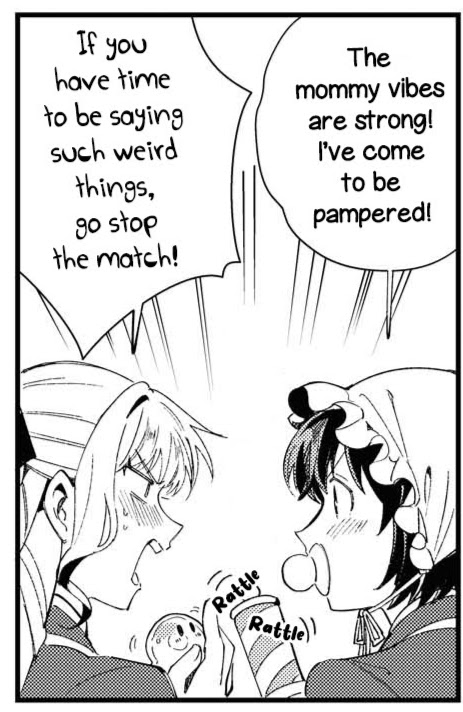 The
mommy vibes
are strong!
I've come
to be
pampered!
If you
have time
to be saying
such weird
things,
go stop
the match!
Rattle
Rattle